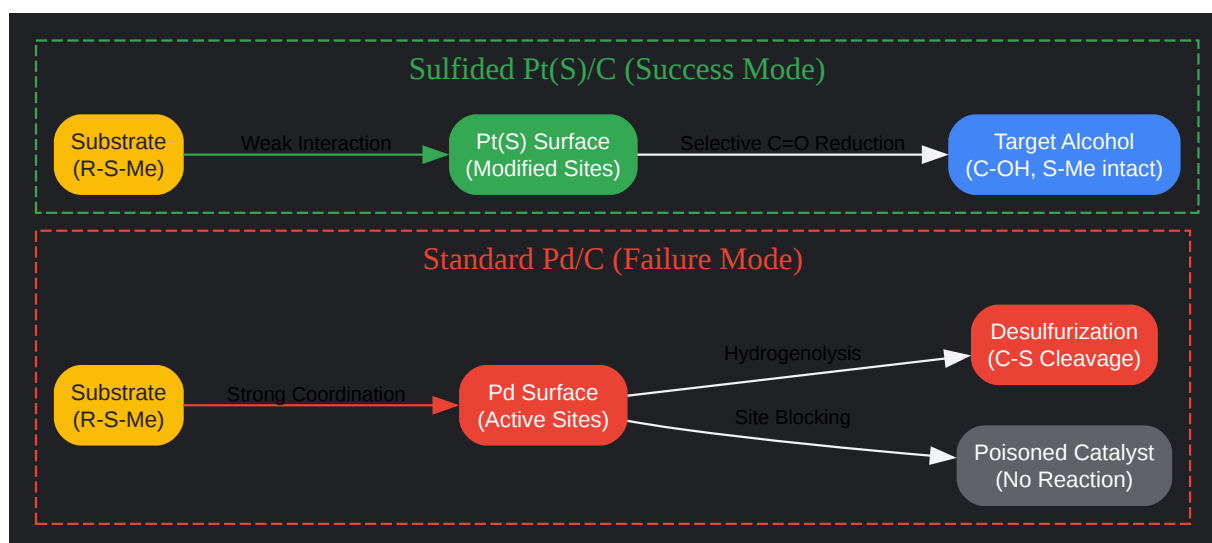 Sulfided Pt(S)/C (Success Mode)
Substrate
(R-S-Me)
Weak Interaction
Pt(S) Surface
(Modified Sites)
Selective C=O Reduction
Target Alcohol
(C-OH, S-Me intact)
Standard Pd/C (Failure Mode)
Substrate
(R-S-Me)
Strong Coordination
Pd Surface
(Active Sites)
Hydrogenolysis
Desulfurization
(C-S Cleavage)
Site Blocking
Poisoned Catalyst
(No Reaction)